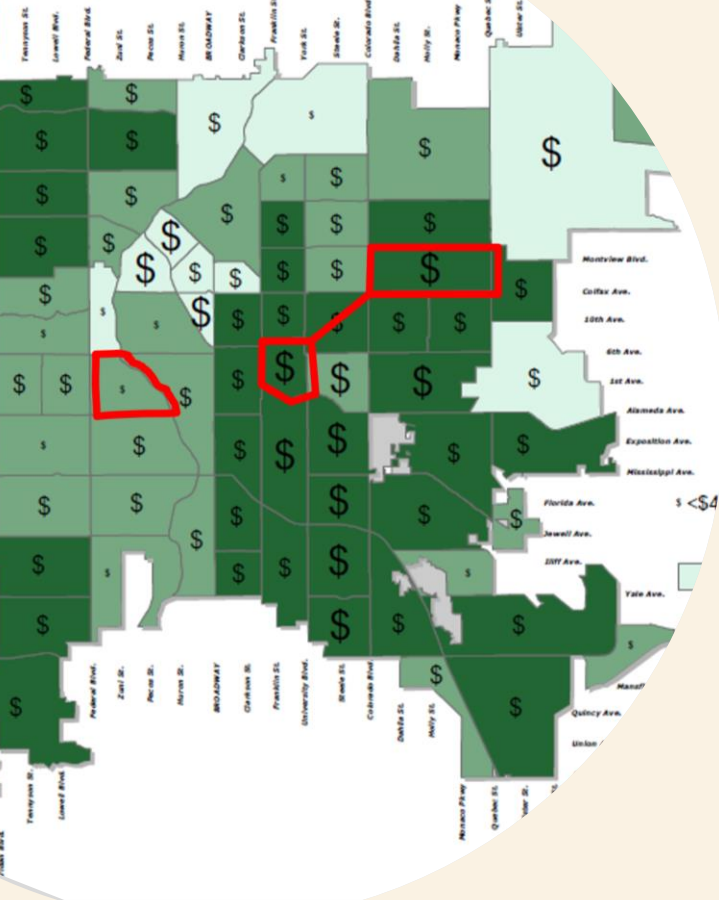 Tennyson St.
Lowell Blvd.
Federal Blvd.
Zuni St.
Pecos St.
Huron St.
BROADWAY
Clarkson St.
Franklin S
York St.
Steele St.
Colorado Blvd
Dahlia St.
Holly St.
Monaco Pkwy
Quebec S
Ulster St.
$ $
$ $
$ $
$ $
$ $ $ $
$ $ $ $
$ $ $ $ $ $
$ $ $ $ $ $ $ $
$ $ $ $ $ $ $
$ $ $ $ $ $ $
$ $ $ $ $ $ $ $
$ $ $ $ $ $ $
$ $ $ $ $ $
$ $ $ $ $ $
$ $ $ $ $
$ $ $ $
$ $ $
Montview Blvd.
Colfax Ave.
10th Ave.
6th Ave.
1st Ave.
Alameda Ave.
Exposition Ave.
Mississippi Ave.
Florida Ave.
$ <$4
Jewell Ave.
Iliff Ave.
Yale Ave.
Mansf
Quincy Ave.
Union
Federal Blvd.
Zuni St.
Pecos St.
Huron St.
BROADWAY
Clarkson St.
Franklin St.
University Blvd.
Steele St.
Colorado Blvd.
Dahlia St.
Holly St.
Tennyson St.
Lowell Blvd.
Monaco Pkwy
Quebec St.
ster St.